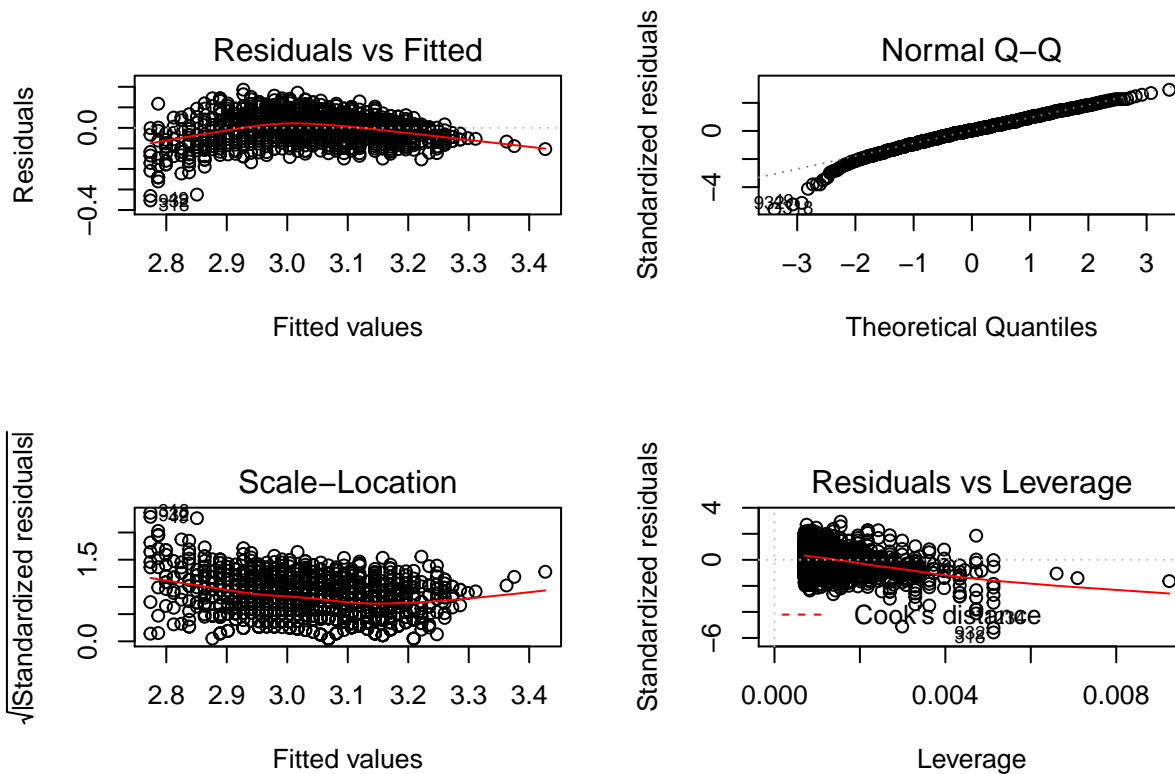 Residuals vs Fitted
Residuals
0.0
−0.4
2.8 2.9 3.0 3.1 3.2 3.3 3.4
Fitted values
318
Normal Q−Q
Standardized residuals
0
−4
−3 −2 −1 0 1 2 3
Theoretical Quantiles
Scale−Location
√|Standardized residuals|
1.5
0.0
2.8 2.9 3.0 3.1 3.2 3.3 3.4
Fitted values
Residuals vs Leverage
Standardized residuals
4
0
−6
Cook's distance
932
318
0.000 0.004 0.008
Leverage